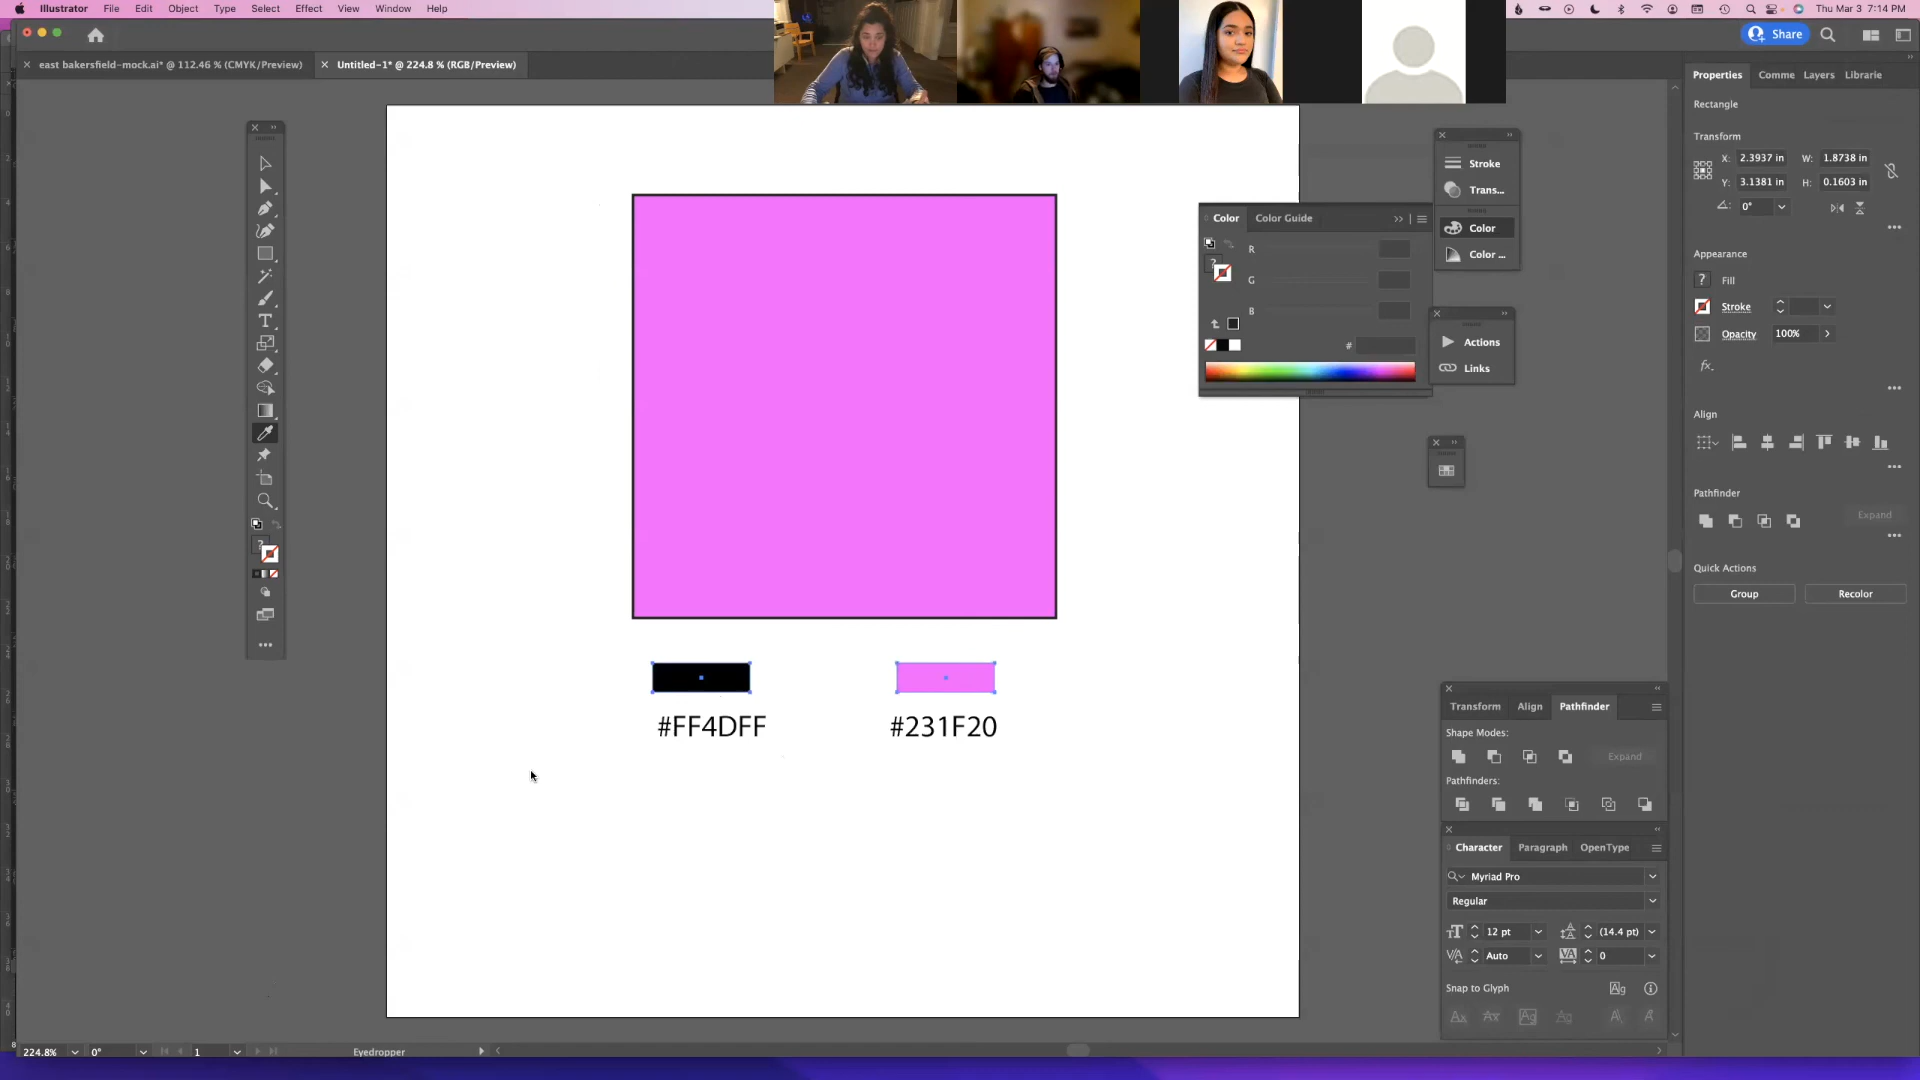 Illustrator File Edit Object Type Select Effect View Window Help
Thu Mar 3 7:14 PM
Share
east bakersfield-mock.ai* @ 112.46 % (CMYK/Preview)
Untitled-1* @ 224.8 % (RGB/Preview)
Properties Comme Layers Librarie
Rectangle
Transform
X: 2.3937 in W: 1.8738 in
Y: 3.1381 in H: 0.1603 in
0°
Appearance
? Fill
Stroke
Opacity 100%
fx.
Align
Pathfinder
Expand
Quick Actions
Group Recolor
Stroke
Trans...
Color
Color ...
Color Color Guide
R
G
B
#
Actions
Links
#FF4DFF #231F20
Transform Align Pathfinder
Shape Modes:
Expand
Pathfinders:
Character Paragraph OpenType
Myriad Pro
Regular
12 pt (14.4 pt)
Auto 0
Snap to Glyph
224.8% 0° 1 Eyedropper